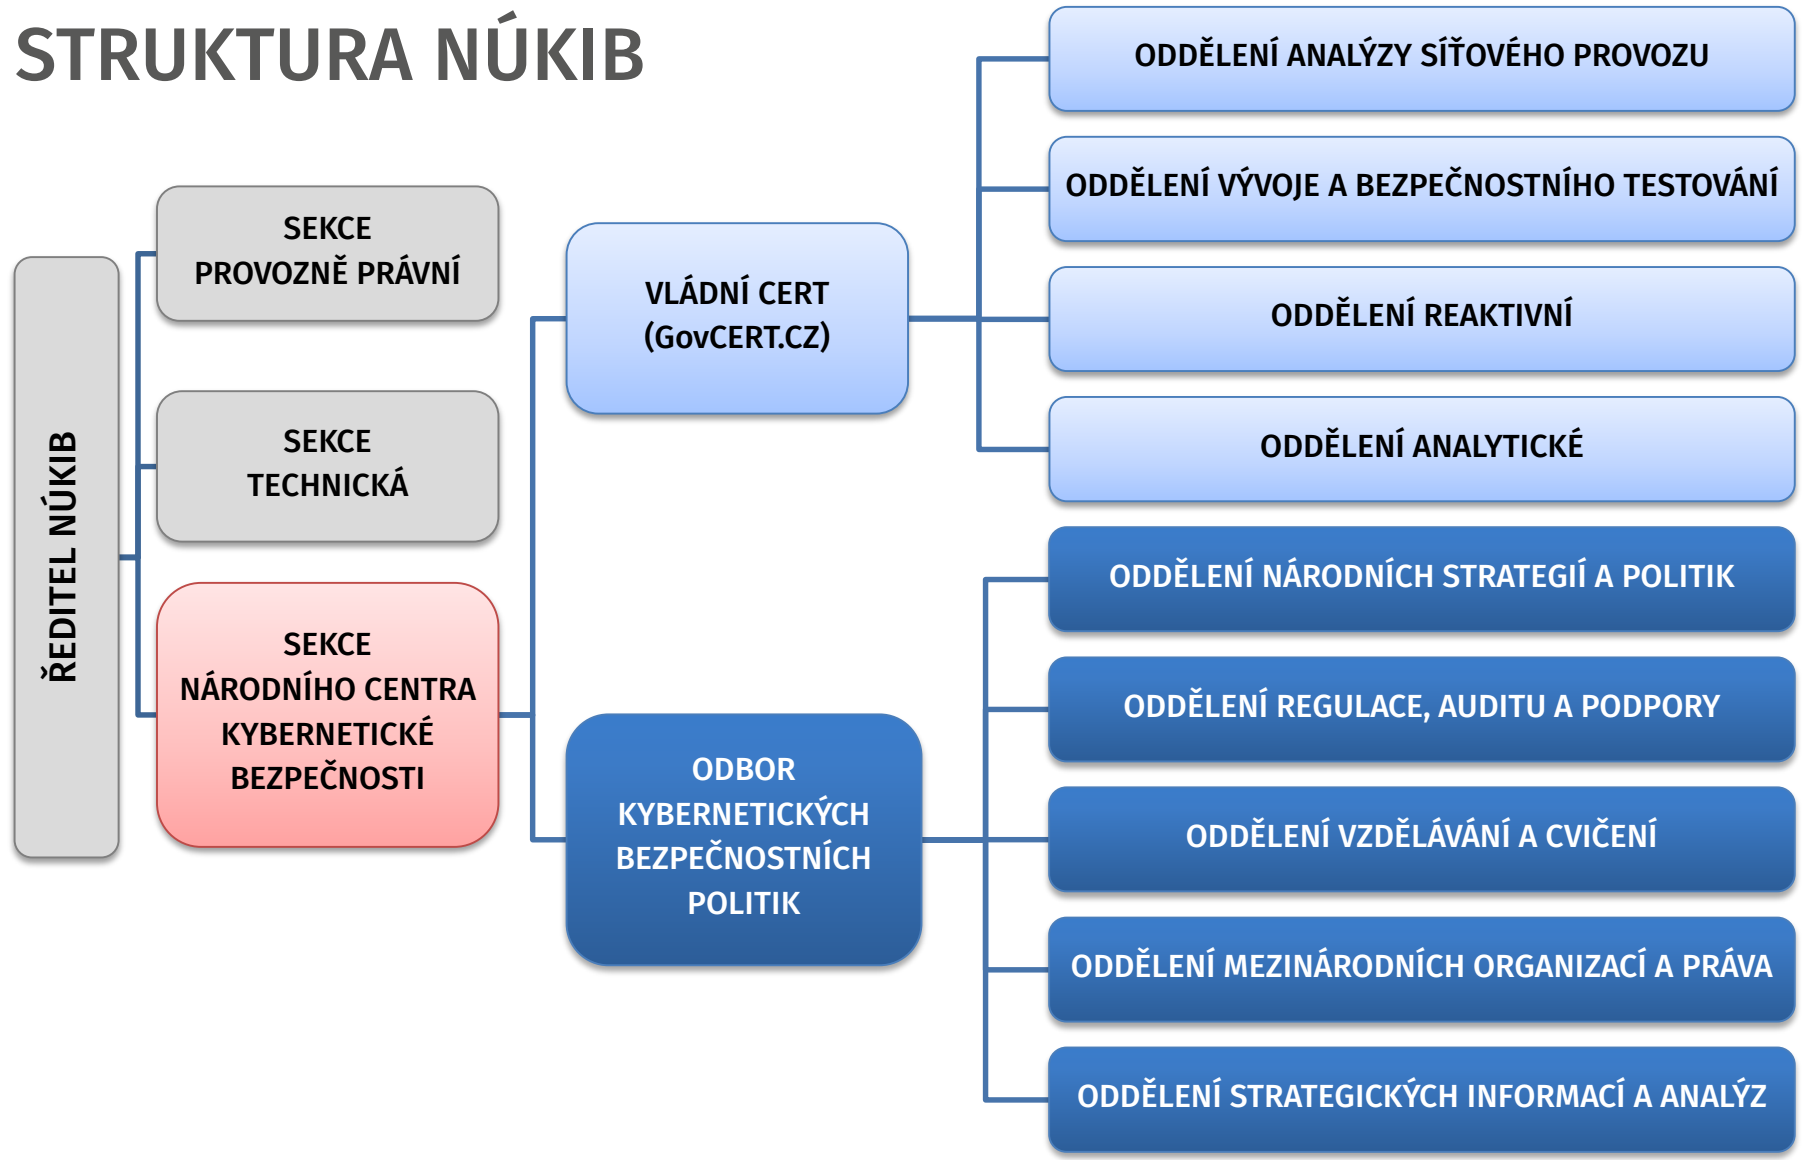 STRUKTURA NÚKIB
ŘEDITEL NÚKIB
SEKCE
PROVOZNĚ PRÁVNÍ
SEKCE
TECHNICKÁ
SEKCE
NÁRODNÍHO CENTRA
KYBERNETICKÉ
BEZPEČNOSTI
VLÁDNÍ CERT
(GovCERT.CZ)
ODBOR
KYBERNETICKÝCH
BEZPEČNOSTNÍCH
POLITIK
ODDĚLENÍ ANALÝZY SÍŤOVÉHO PROVOZU
ODDĚLENÍ VÝVOJE A BEZPEČNOSTNÍHO TESTOVÁNÍ
ODDĚLENÍ REAKTIVNÍ
ODDĚLENÍ ANALYTICKÉ
ODDĚLENÍ NÁRODNÍCH STRATEGIÍ A POLITIK
ODDĚLENÍ REGULACE, AUDITU A PODPORY
ODDĚLENÍ VZDĚLÁVÁNÍ A CVIČENÍ
ODDĚLENÍ MEZINÁRODNÍCH ORGANIZACÍ A PRÁVA
ODDĚLENÍ STRATEGICKÝCH INFORMACÍ A ANALÝZ